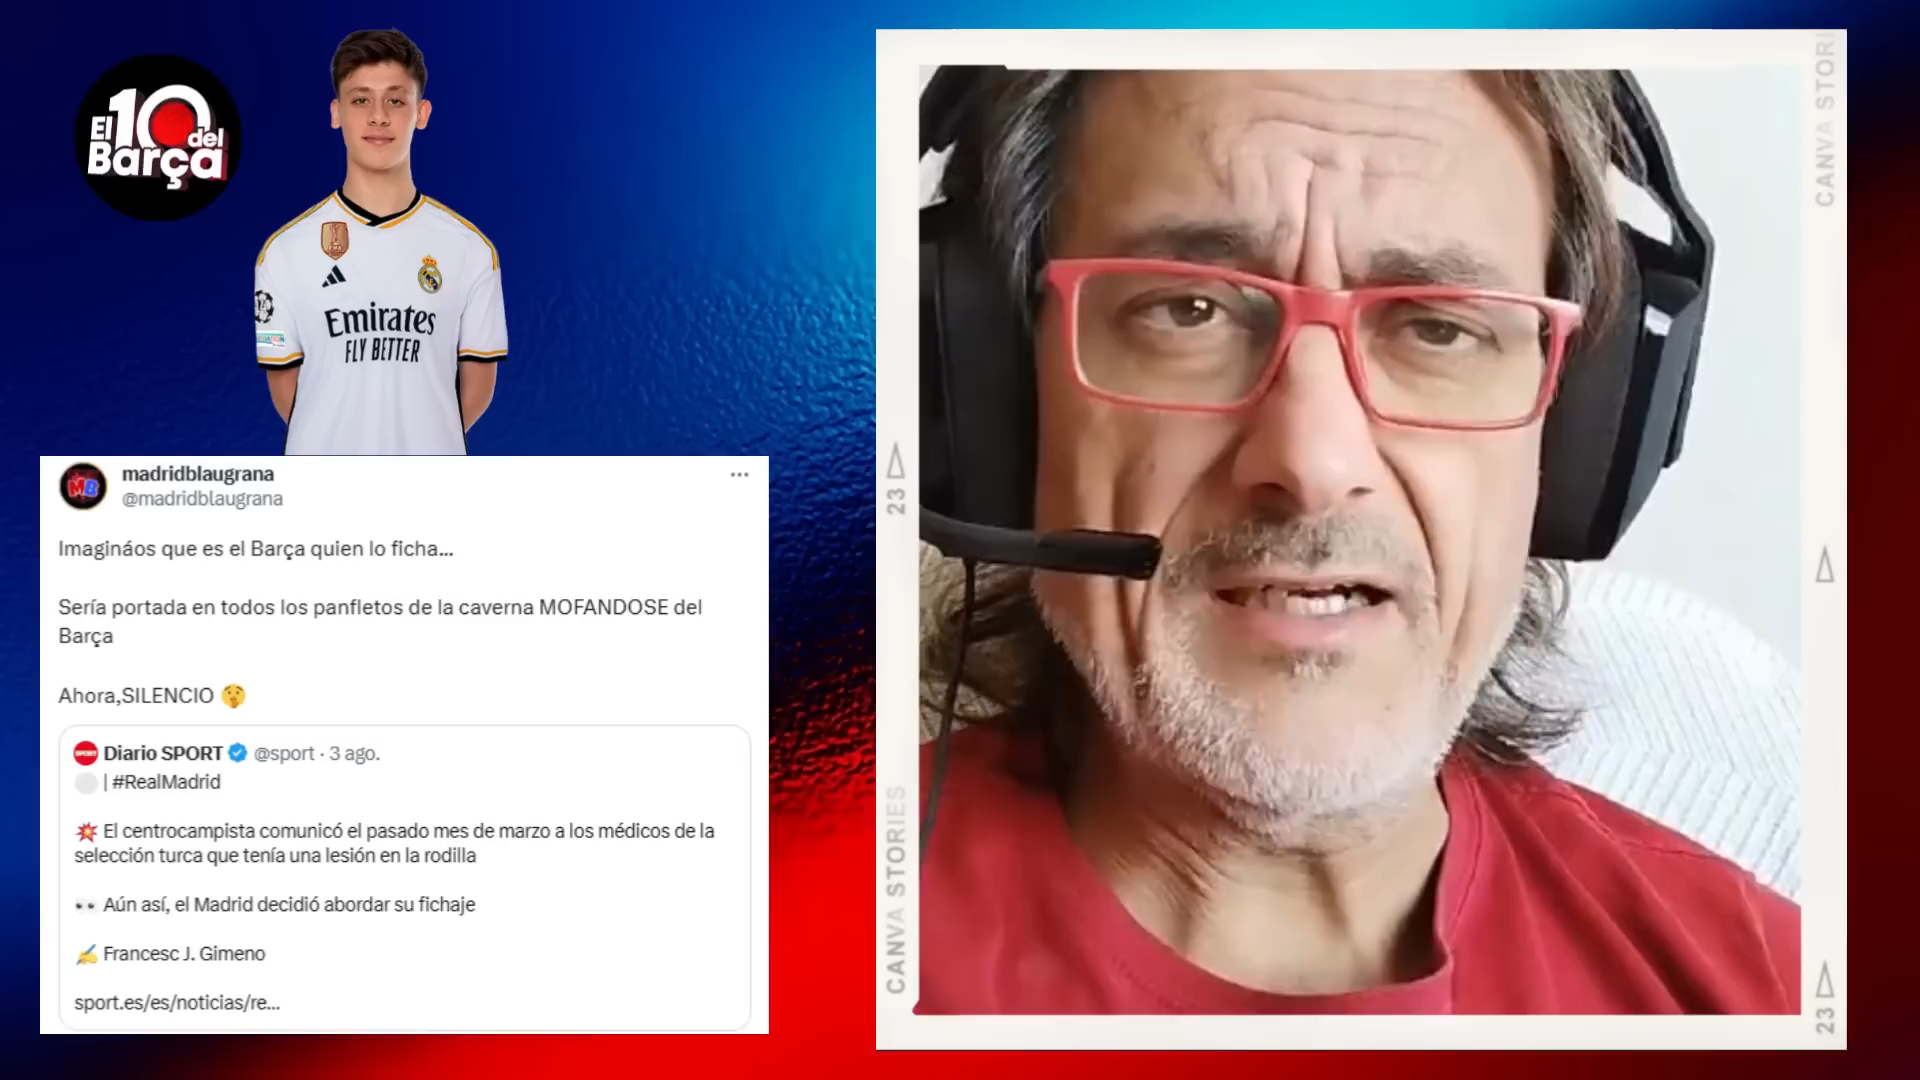 El 10 del
Barça
Emirates
FLY BETTER
madridblaugrana
@madridblaugrana
Imagináos que es el Barça quien lo ficha...
Sería portada en todos los panfletos de la caverna MOFANDOSE del
Barça
Ahora,SILENCIO 🤫
Diario SPORT @sport · 3 ago.
| #RealMadrid
💥 El centrocampista comunicó el pasado mes de marzo a los médicos de la
selección turca que tenía una lesión en la rodilla
👀 Aún así, el Madrid decidió abordar su fichaje
✍️ Francesc J. Gimeno
sport.es/es/noticias/re...
MB
SPORT
CANVA STORI
23
CANVA STORIES
23